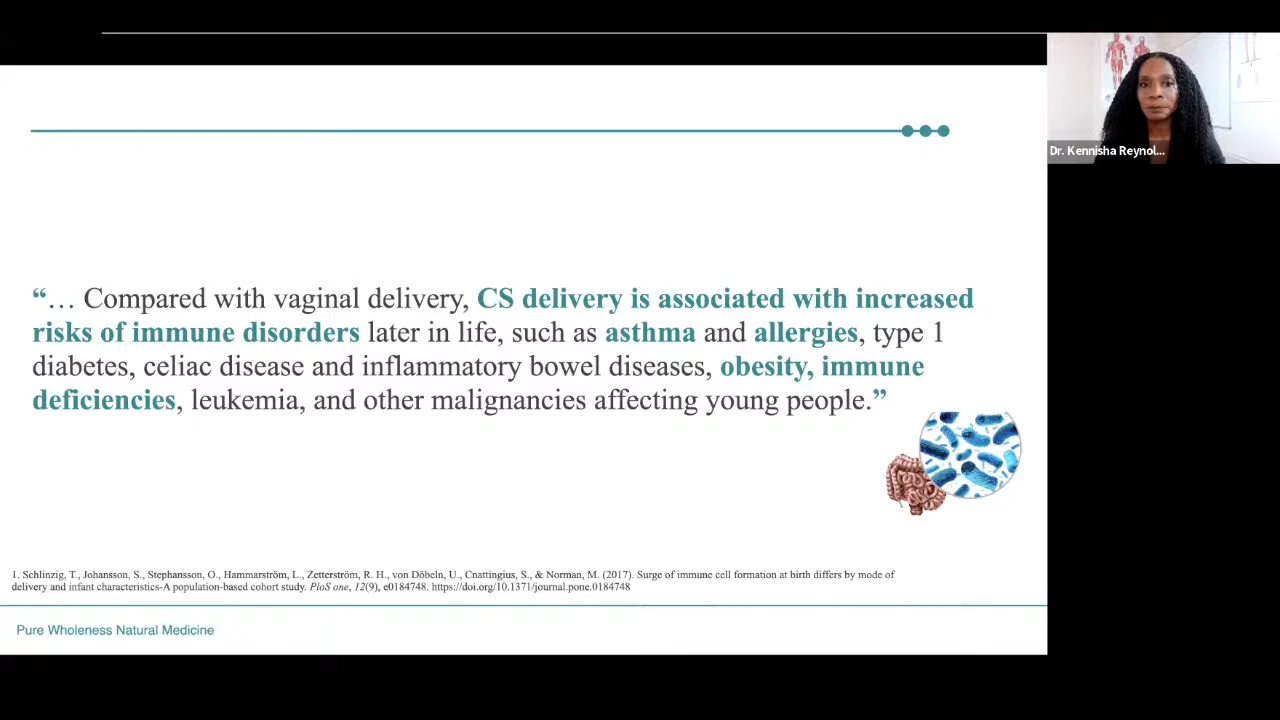 Dr. Kennisha Reynol...
“… Compared with vaginal delivery, CS delivery is associated with increased
risks of immune disorders later in life, such as asthma and allergies, type 1
diabetes, celiac disease and inflammatory bowel diseases, obesity, immune
deficiencies, leukemia, and other malignancies affecting young people.”
1. Schlinzig, T., Johansson, S., Stephansson, O., Hammarström, L., Zetterström, R. H., von Döbeln, U., Cnattingius, S., & Norman, M. (2017). Surge of immune cell formation at birth differs by mode of
delivery and infant characteristics-A population-based cohort study. PloS one, 12(9), e0184748. https://doi.org/10.1371/journal.pone.0184748
Pure Wholeness Natural Medicine